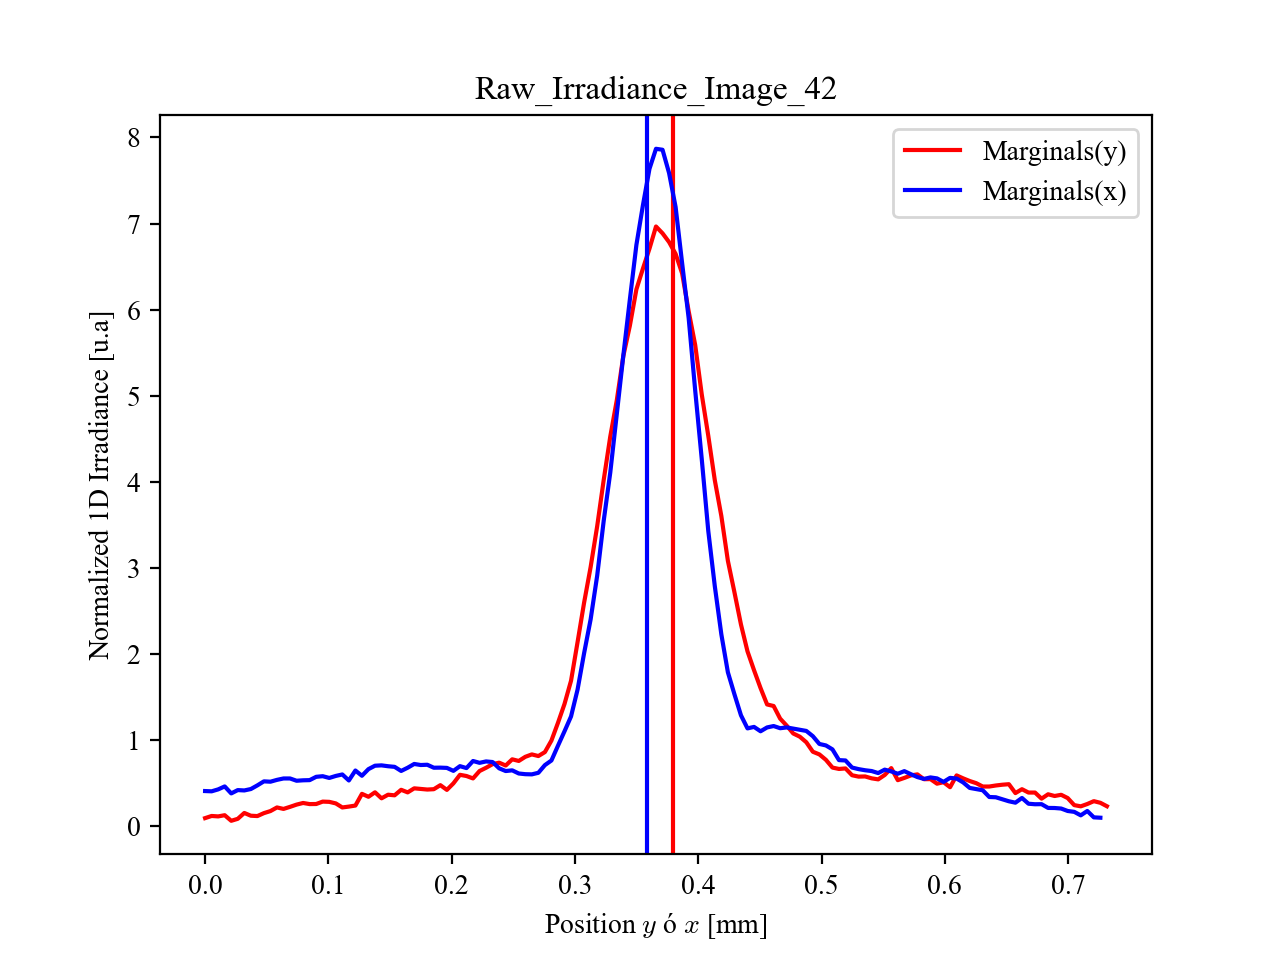 Raw_Irradiance_Image_42
Marginals(y)
Marginals(x)
Normalized 1D Irradiance [u.a]
8
7
6
5
4
3
2
1
0
0.0 0.1 0.2 0.3 0.4 0.5 0.6 0.7
Position y ó x [mm]